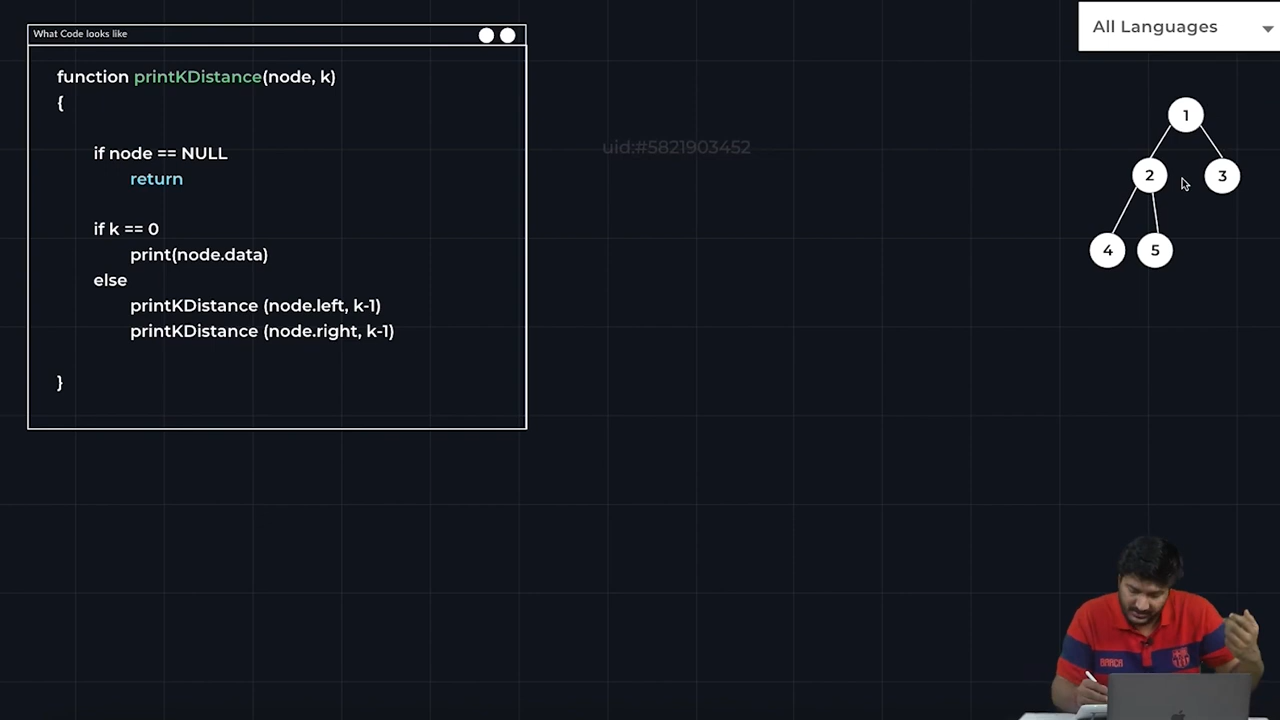 What Code looks like
All Languages
function printKDistance(node, k)
{
if node == NULL
return
if k == 0
print(node.data)
else
printKDistance (node.left, k-1)
printKDistance (node.right, k-1)
}
uid:#5821903452
1
2
3
4
5
BARÇA